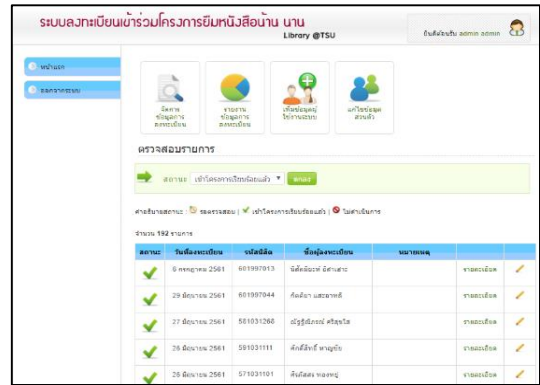 ระบบลงทะเบียนเข้าร่วมโครงการยืมหนังสือน้าน นาน
Library @TSU
ยินดีต้อนรับ admin admin
หน้าแรก
ออกจากระบบ
จัดการ
ข้อมูลการ
ลงทะเบียน
รายงาน
ข้อมูลการ
ลงทะเบียน
เพิ่มข้อมูลผู้
ใช้งานระบบ
แก้ไขข้อมูล
ส่วนตัว
ตรวจสอบรายการ
สถานะ เข้าโครงการเรียบร้อยแล้ว ตกลง
คำอธิบายสถานะ: รอตรวจสอบ | เข้าโครงการเรียบร้อยแล้ว | ไม่ดำเนินการ
จำนวน 192 รายการ
สถานะ วันที่ลงทะเบียน รหัสนิสิต ชื่อผู้ลงทะเบียน หมายเหตุ
กรกฎาคม 2561 601997013 รายละเอียด
29 มิถุนายน 2561 601997044 รายละเอียด
27 มิถุนายน 2561 581031268 รายละเอียด
26 มิถุนายน 2561 591031111 รายละเอียด
26 มิถุนายน 2561 571031101 รายละเอียด